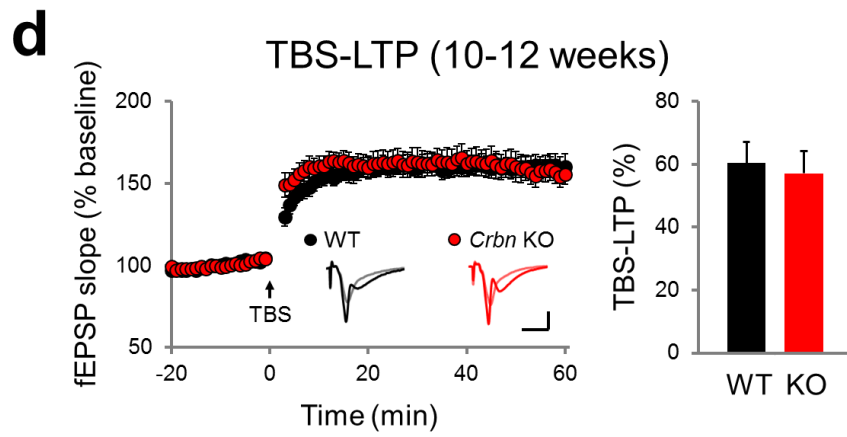 d
TBS-LTP (10-12 weeks)
fEPSP slope (% baseline)
200
150
100
50
WT
Crbn KO
TBS
-20
0
20
40
60
Time (min)
TBS-LTP (%)
80
60
40
20
0
WT
KO